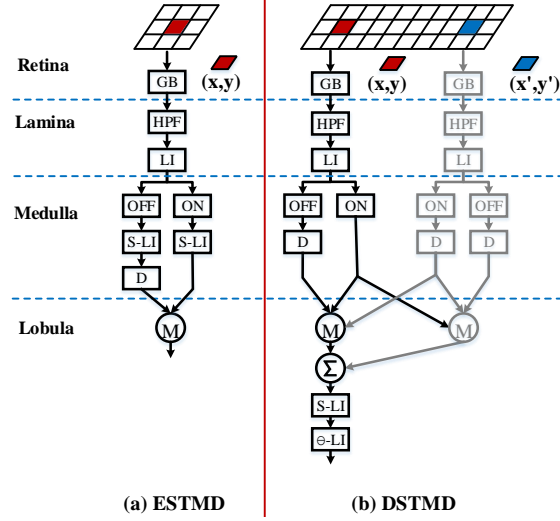 Retina
(x,y)
(x,y)
(x',y')
GB
GB
GB
Lamina
HPF
HPF
HPF
LI
LI
LI
Medulla
OFF
ON
OFF
ON
ON
OFF
S-LI
S-LI
D
D
D
D
Lobula
M
M
M
Σ
S-LI
Θ-LI
(a) ESTMD
(b) DSTMD